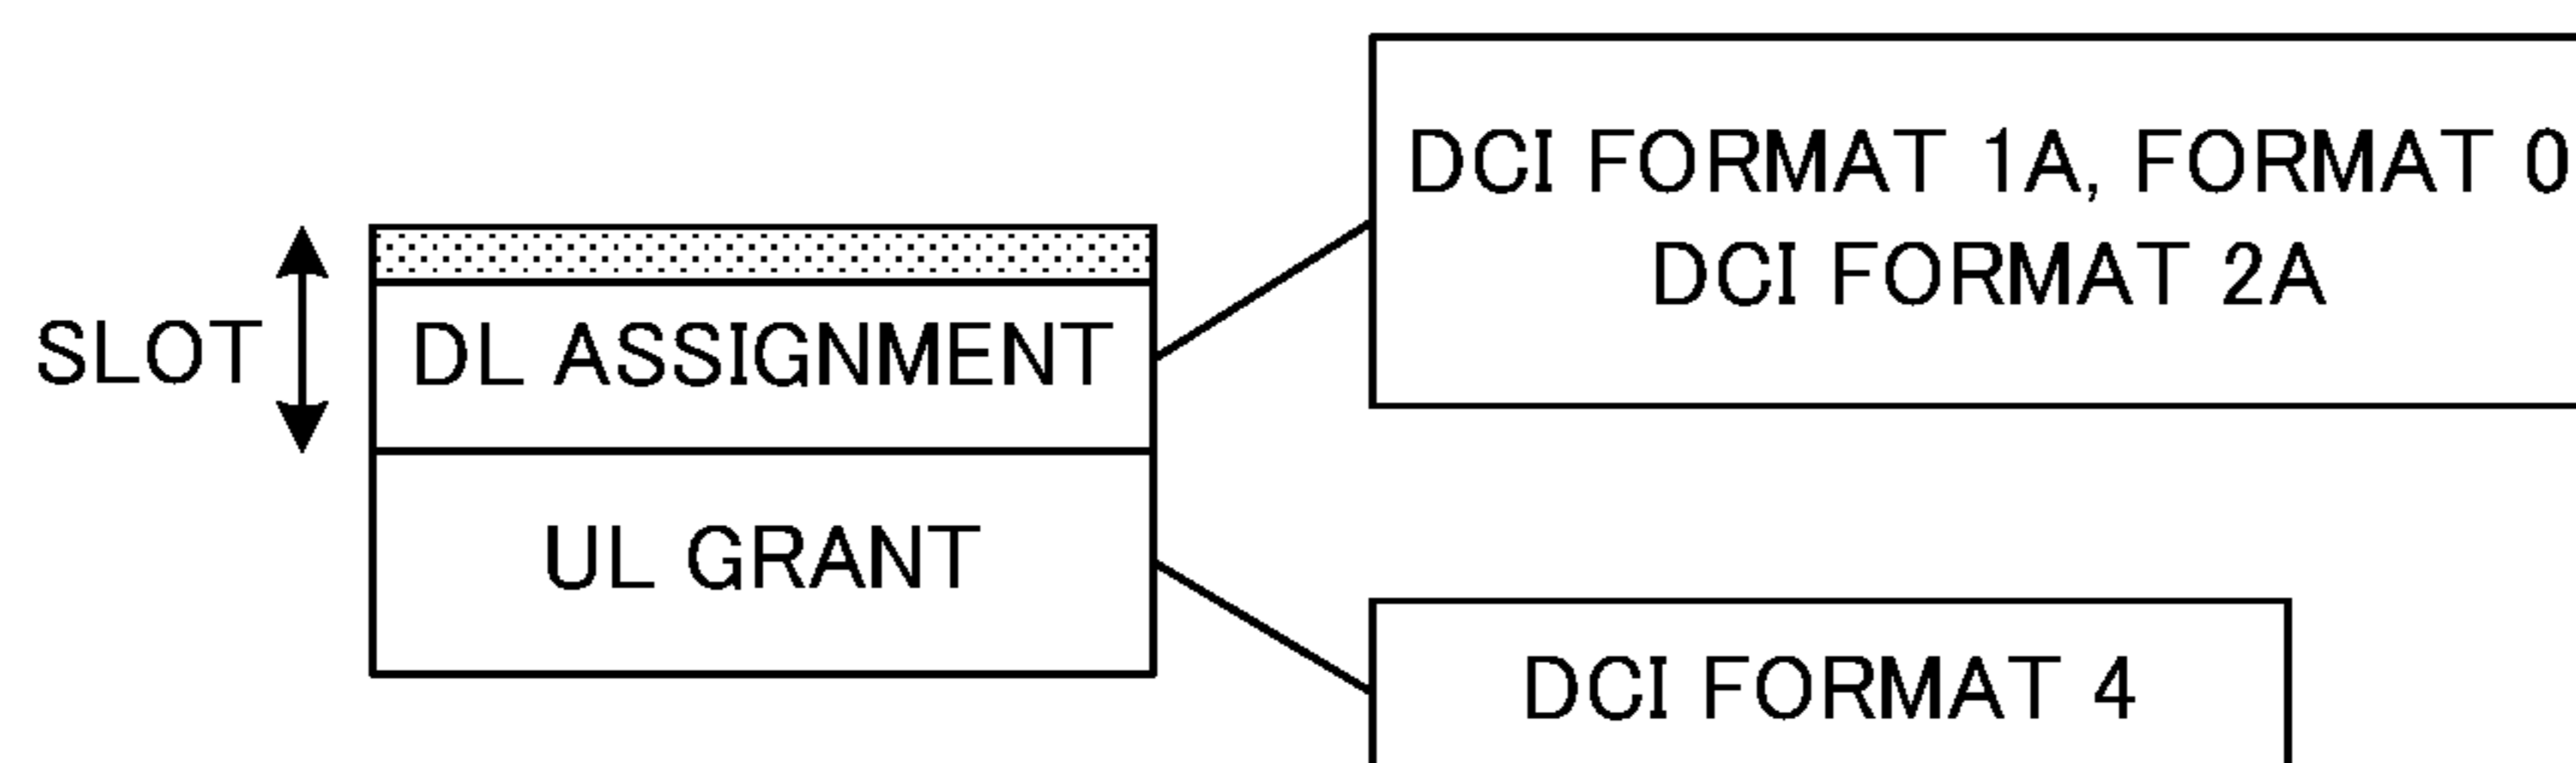 DCI FORMAT 1A, FORMAT 0
DCI FORMAT 2A
SLOT
DL ASSIGNMENT
UL GRANT
DCI FORMAT 4